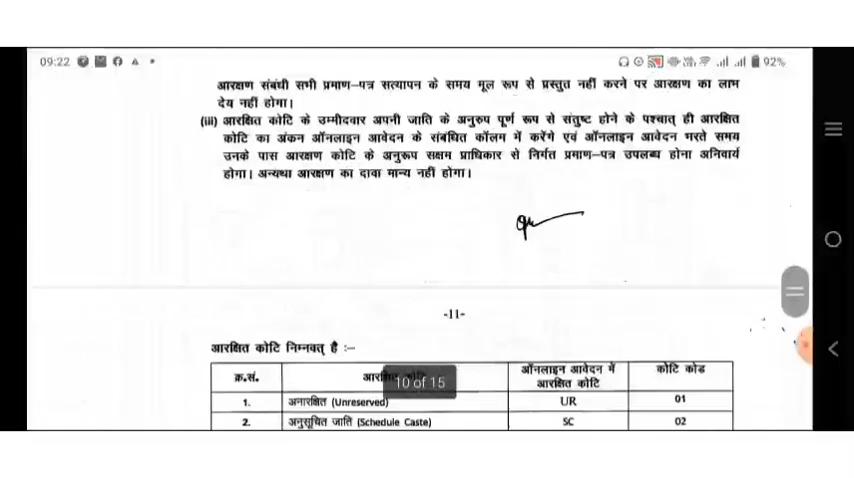 09:22
92%
आरक्षण संबंधी सभी प्रमाण–पत्र सत्यापन के समय मूल रूप से प्रस्तुत नहीं करने पर आरक्षण का लाभ
देय नहीं होगा।
(iii) आरक्षित कोटि के उम्मीदवार अपनी जाति के अनुरुप पूर्ण रूप से संतुष्ट होने के पश्चात् ही आरक्षित
कोटि का अंकन ऑनलाइन आवेदन के संबंधित कॉलम में करेंगे एवं ऑनलाइन आवेदन भरते समय
उनके पास आरक्षण कोटि के अनुरूप सक्षम प्राधिकार से निर्गत प्रमाण–पत्र उपलब्ध होना अनिवार्य
होगा। अन्यथा आरक्षण का दावा मान्य नहीं होगा।
-11-
आरक्षित कोटि निम्नवत् है :–
क्र.सं. ऑनलाइन आवेदन में आरक्षित कोटि कोटि कोड
10 of 15
1. अनारक्षित (Unreserved) UR 01
2. अनुसूचित जाति (Schedule Caste) SC 02